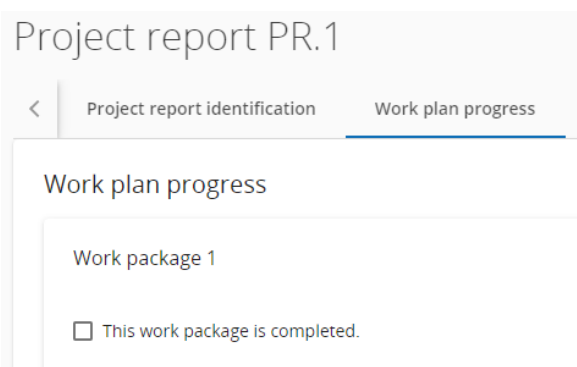 Project report PR.1
Project report identification Work plan progress
Work plan progress
Work package 1
This work package is completed.